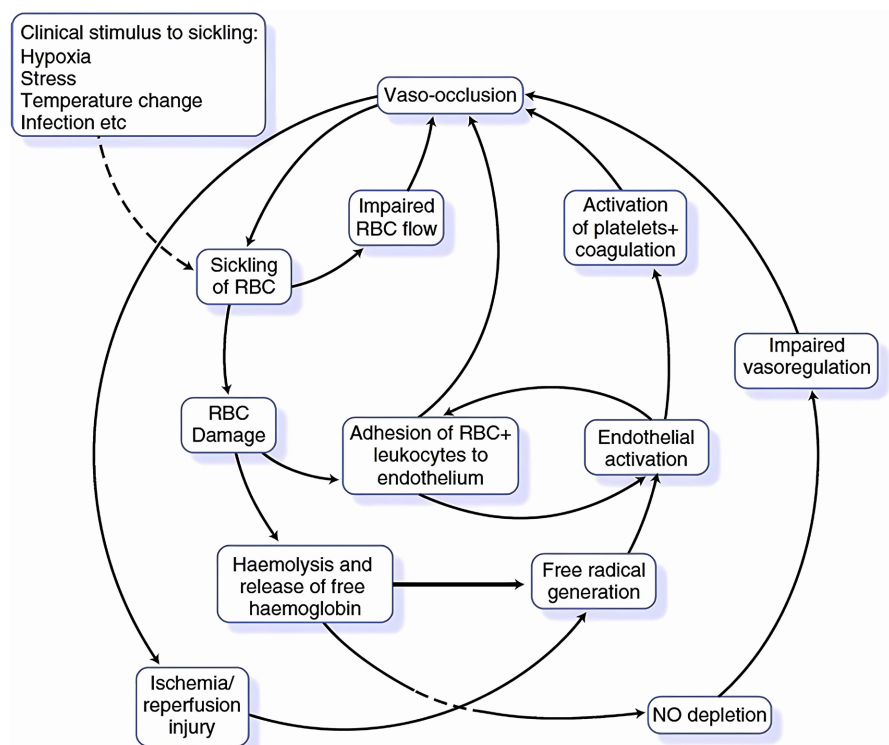 Clinical stimulus to sickling:
Hypoxia
Stress
Temperature change
Infection etc
Vaso-occlusion
Impaired
RBC flow
Activation
of platelets+
coagulation
Sickling
of RBC
Impaired
vasoregulation
RBC
Damage
Adhesion of RBC+
leukocytes to
endothelium
Endothelial
activation
Haemolysis and
release of free
haemoglobin
Free radical
generation
Ischemia/
reperfusion
injury
NO depletion